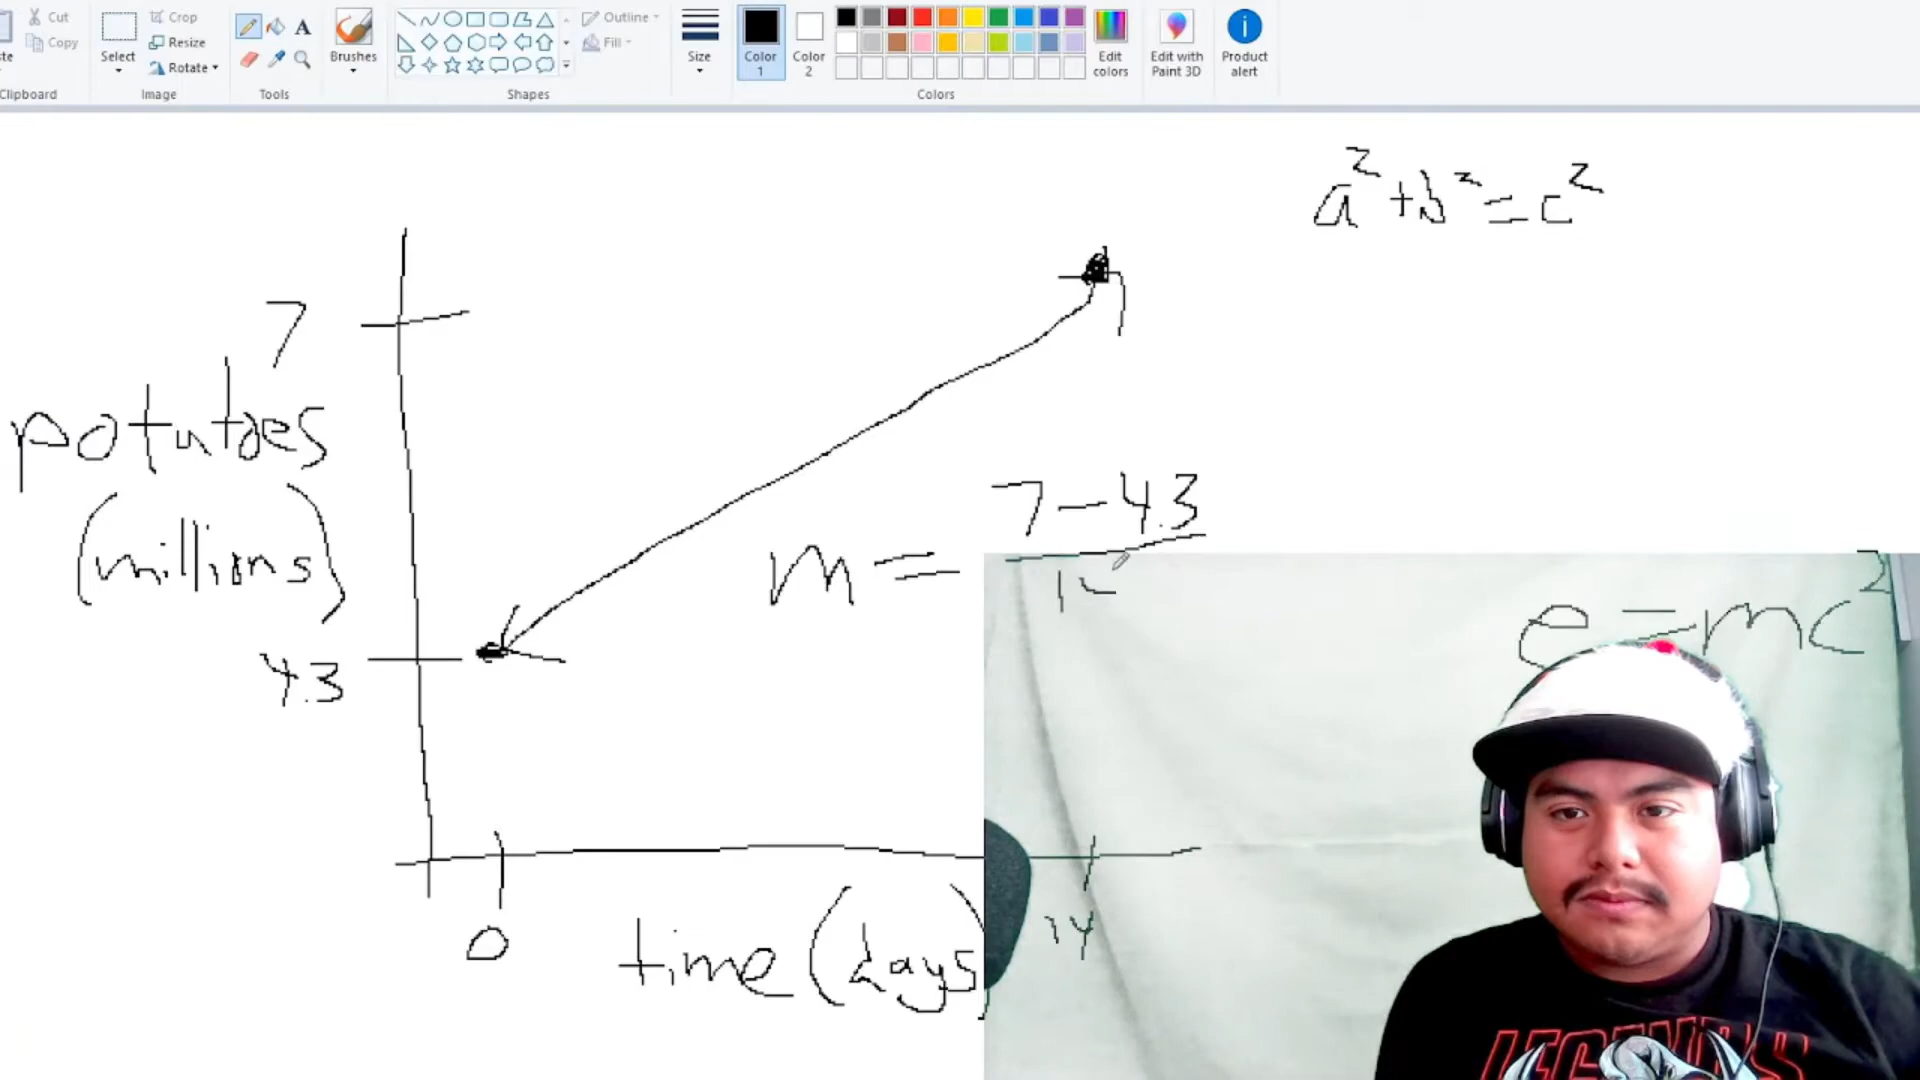 Cut
Copy
Clipboard
Select
Crop
Resize
Rotate
Image
A
Tools
Brushes
Outline
Fill
Shapes
Size
Color 1
Color 2
Edit colors
Colors
Edit with Paint 3D
Product alert
a²+b²=c²
7
potatoes
(millions)
4.3
m = 7-4.3
e=mc²
0
14
time (days)